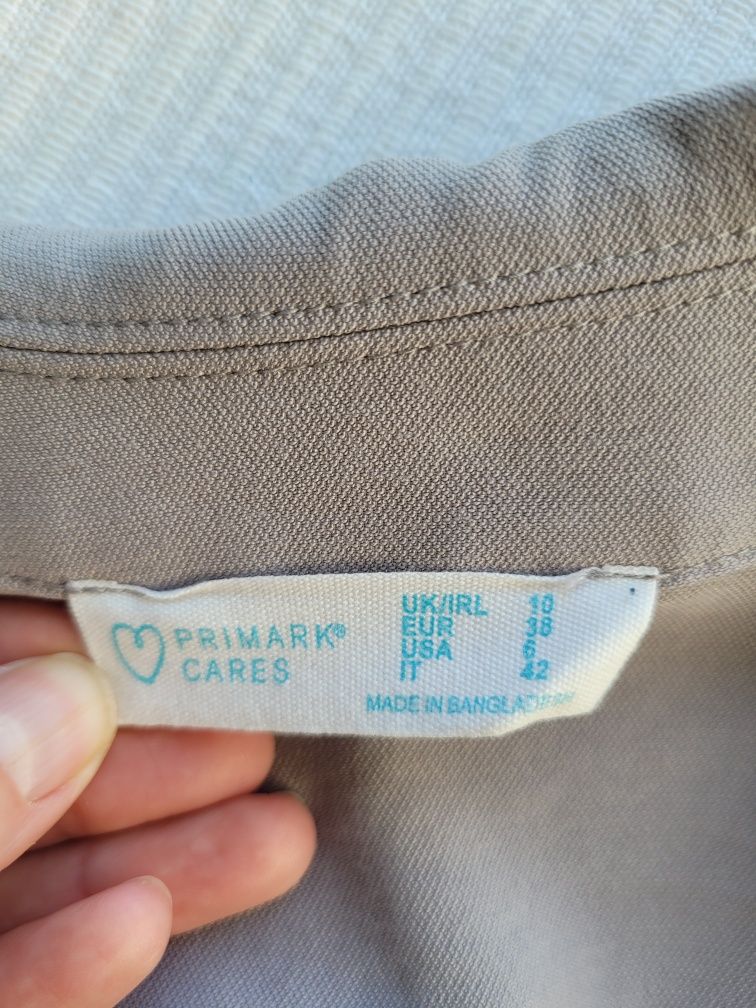 PRIMARK®
CARES
UK/IRL 10
EUR 38
USA 6
IT 42
MADE IN BANGLADESH